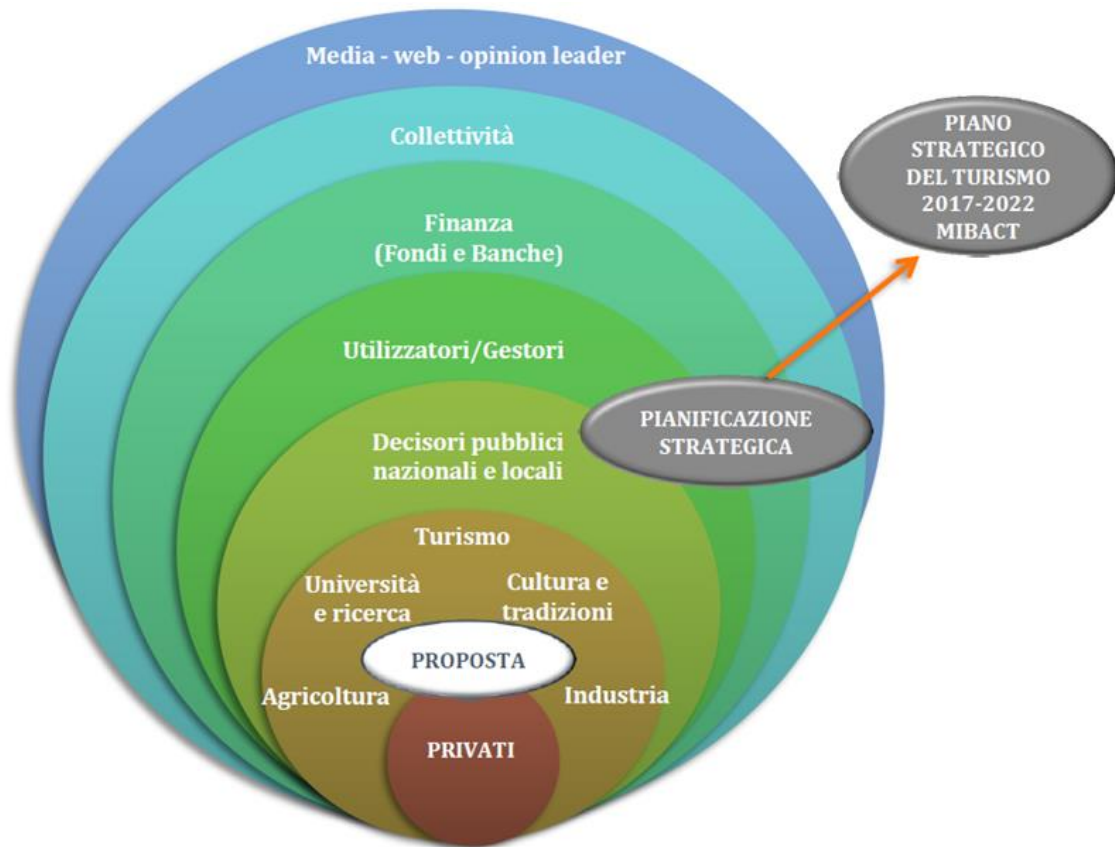 Media - web - opinion leader
Collettività
Finanza
(Fondi e Banche)
Utilizzatori/Gestori
Decisori pubblici
nazionali e locali
Turismo
Università
e ricerca
Cultura e
tradizioni
PROPOSTA
Agricoltura
Industria
PRIVATI
PIANIFICAZIONE
STRATEGICA
PIANO
STRATEGICO
DEL TURISMO
2017-2022
MIBACT